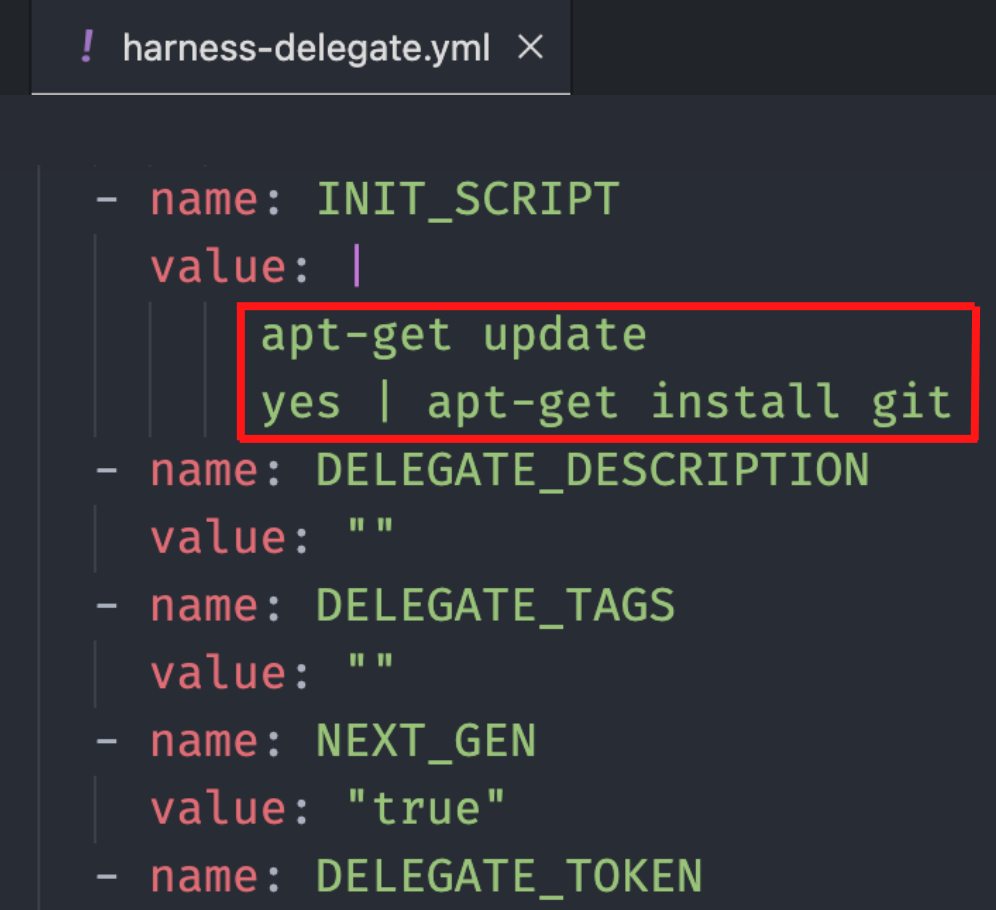 ! harness-delegate.yml ×
- name: INIT_SCRIPT
value: |
apt-get update
yes | apt-get install git
- name: DELEGATE_DESCRIPTION
value: ""
- name: DELEGATE_TAGS
value: ""
- name: NEXT_GEN
value: "true"
- name: DELEGATE_TOKEN